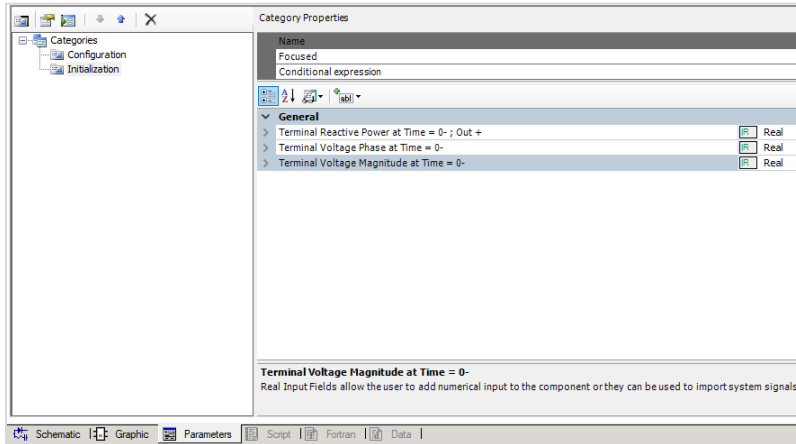 Category Properties
Categories
Configuration
Initialization
Name
Focused
Conditional expression
A
Z
abl
General
Terminal Reactive Power at Time = 0- ; Out +
R Real
Terminal Voltage Phase at Time = 0-
R Real
Terminal Voltage Magnitude at Time = 0-
R Real
Terminal Voltage Magnitude at Time = 0-
Real Input Fields allow the user to add numerical input to the component or they can be used to import system signals
Schematic Graphic Parameters Script Fortran Data